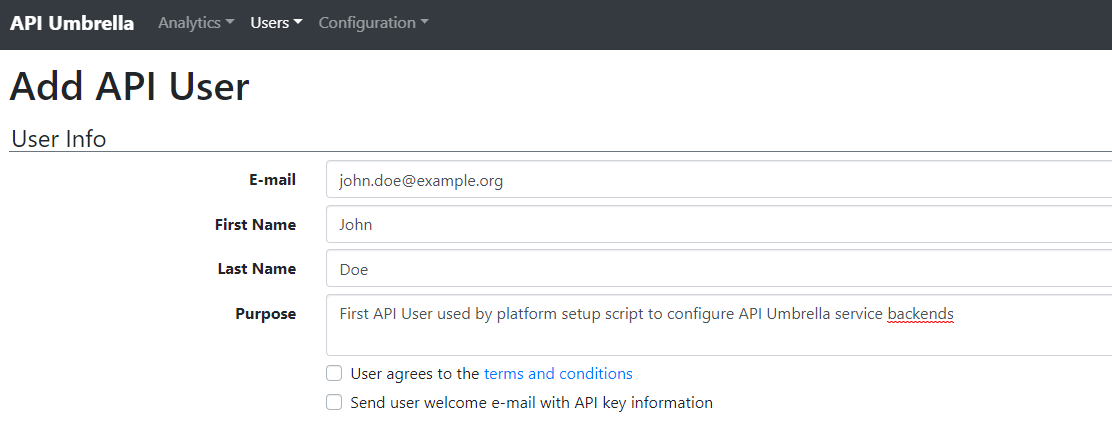 API Umbrella Analytics Users Configuration
Add API User
User Info
E-mail john.doe@example.org
First Name John
Last Name Doe
Purpose First API User used by platform setup script to configure API Umbrella service backends
User agrees to the terms and conditions
Send user welcome e-mail with API key information